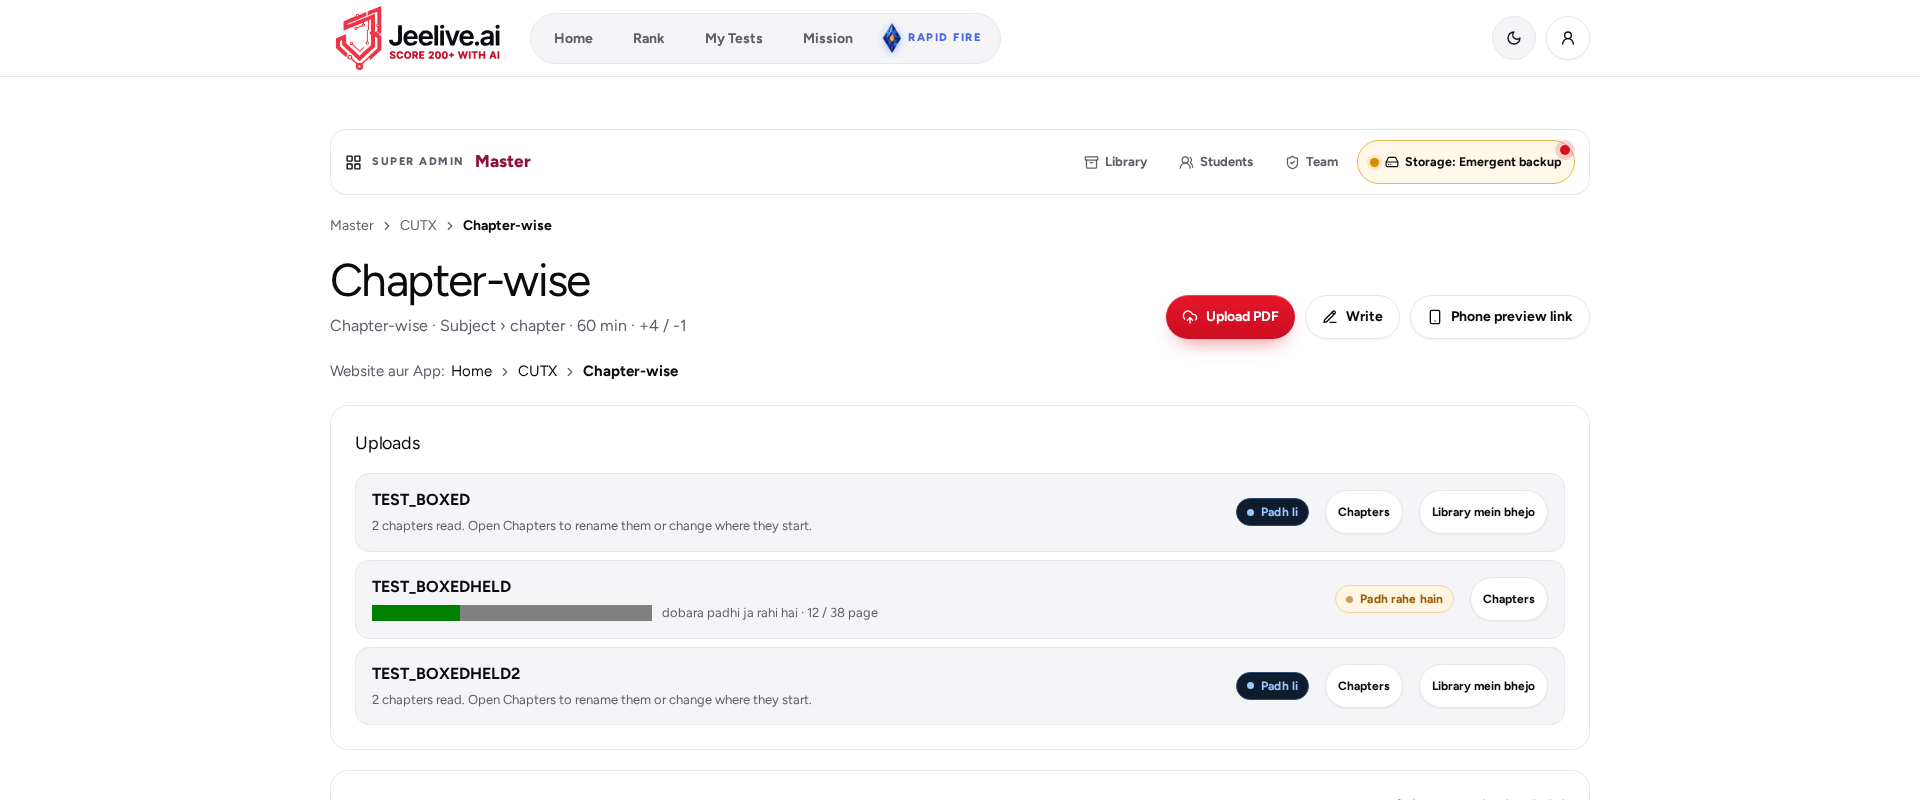 Jeelive.ai
SCORE 200+ WITH AI
Home
Rank
My Tests
Mission
RAPID FIRE
SUPER ADMIN Master
Library
Students
Team
Storage: Emergent backup
Master > CUTX > Chapter-wise
Chapter-wise
Chapter-wise · Subject › chapter · 60 min · +4 / -1
Upload PDF
Write
Phone preview link
Website aur App: Home > CUTX > Chapter-wise
Uploads
TEST_BOXED
2 chapters read. Open Chapters to rename them or change where they start.
Padh li
Chapters
Library mein bhejo
TEST_BOXEDHELD
dobara padhi ja rahi hai · 12 / 38 page
Padh rahe hain
Chapters
TEST_BOXEDHELD2
2 chapters read. Open Chapters to rename them or change where they start.
Padh li
Chapters
Library mein bhejo